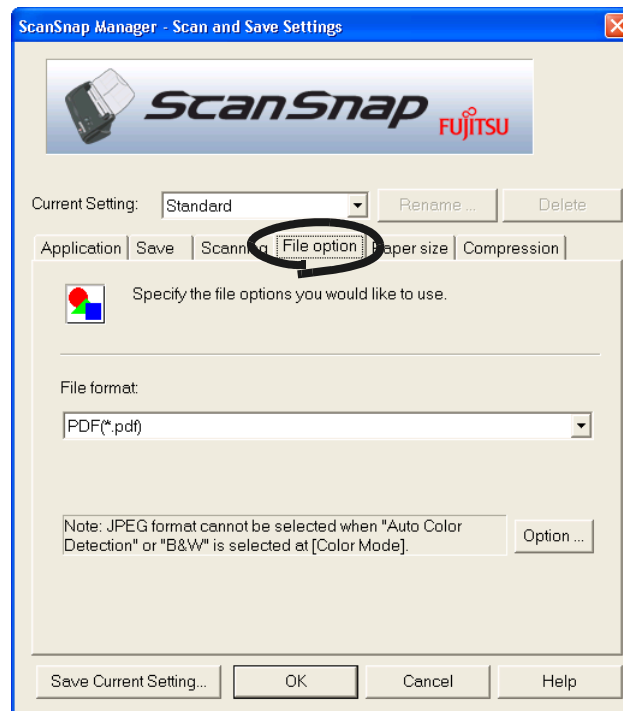 ScanSnap Manager - Scan and Save Settings
ScanSnap
FUJITSU
Current Setting: Standard Rename ... Delete
Application Save Scanning File option Paper size Compression
Specify the file options you would like to use.
File format:
PDF(*.pdf)
Note: JPEG format cannot be selected when "Auto Color
Detection" or "B&W" is selected at [Color Mode].
Option ...
Save Current Setting... OK Cancel Help